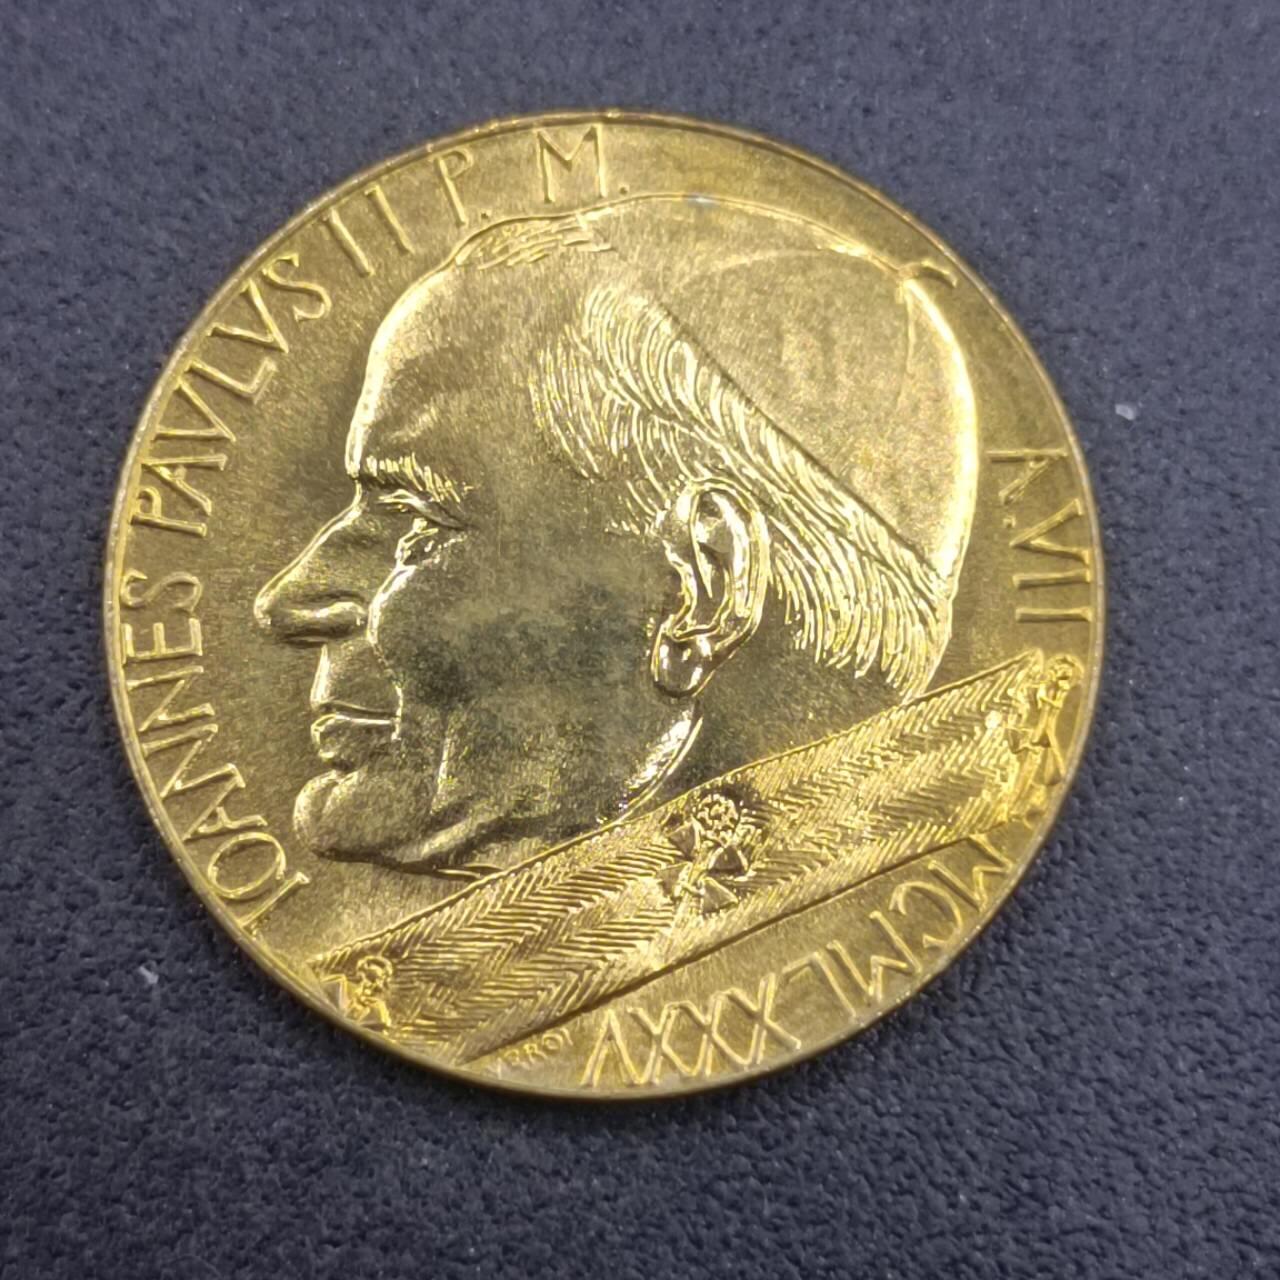 IOANNES PAVLVS II P. M.
A.VII
MCMLXXXV